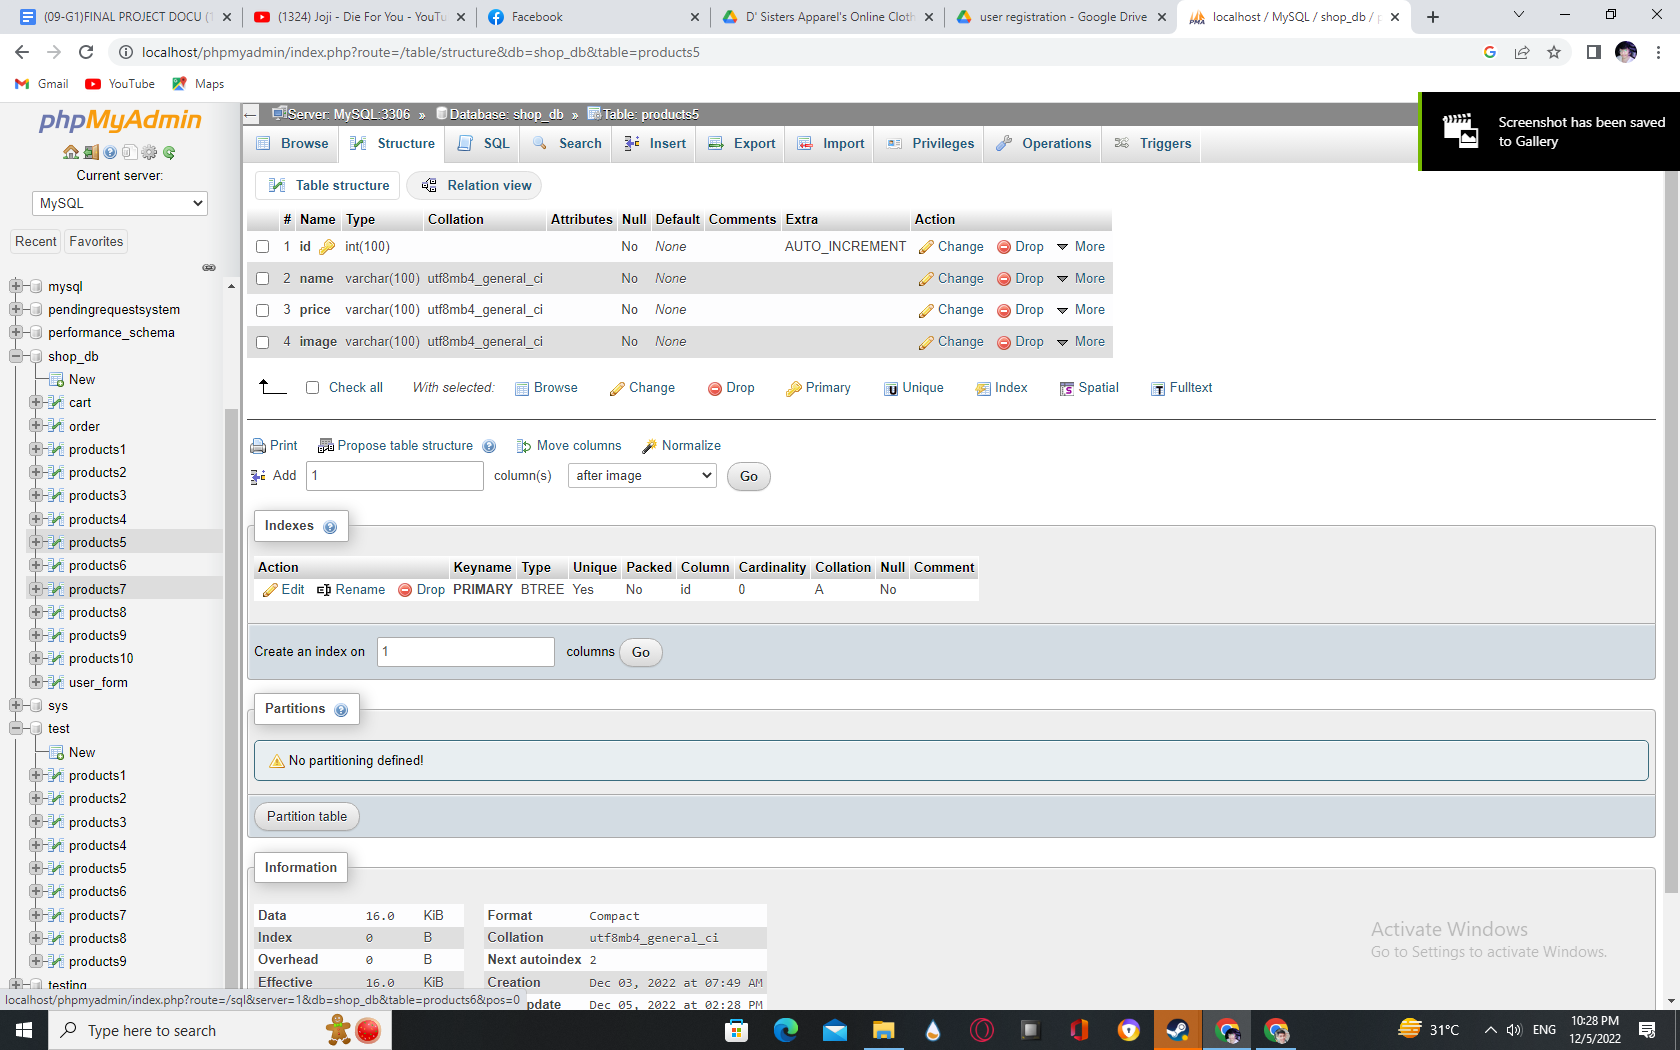 (09-G1)FINAL PROJECT DOCU (1
(1324) Joji - Die For You - YouTu
Facebook
D' Sisters Apparel's Online Cloth
user registration - Google Drive
localhost / MySQL / shop_db / p
localhost/phpmyadmin/index.php?route=/table/structure&db=shop_db&table=products5
Gmail
YouTube
Maps
phpMyAdmin
Current server:
MySQL
Recent
Favorites
mysql
pendingrequestsystem
performance_schema
shop_db
New
cart
order
products1
products2
products3
products4
products5
products6
products7
products8
products9
products10
user_form
sys
test
New
products1
products2
products3
products4
products5
products6
products7
products8
products9
testing
localhost/phpmyadmin/index.php?route=/sql&server=1&db=shop_db&table=products6&pos=0
Server: MySQL:3306 » Database: shop_db » Table: products5
Browse Structure SQL Search Insert Export Import Privileges Operations Triggers
Screenshot has been saved
to Gallery
Table structure Relation view
# Name Type Collation Attributes Null Default Comments Extra Action
1 id int(100) No None AUTO_INCREMENT Change Drop More
2 name varchar(100) utf8mb4_general_ci No None Change Drop More
3 price varchar(100) utf8mb4_general_ci No None Change Drop More
4 image varchar(100) utf8mb4_general_ci No None Change Drop More
Check all With selected: Browse Change Drop Primary Unique Index Spatial Fulltext
Print Propose table structure Move columns Normalize
Add 1 column(s) after image Go
Indexes
Action Keyname Type Unique Packed Column Cardinality Collation Null Comment
Edit Rename Drop PRIMARY BTREE Yes No id 0 A No
Create an index on 1 columns Go
Partitions
No partitioning defined!
Partition table
Information
Data 16.0 KiB
Index 0 B
Overhead 0 B
Effective 16.0 KiB
Format Compact
Collation utf8mb4_general_ci
Next autoindex 2
Creation Dec 03, 2022 at 07:49 AM
pdate Dec 05, 2022 at 02:28 PM
Activate Windows
Go to Settings to activate Windows.
Type here to search
31°C
ENG
10:28 PM
12/5/2022